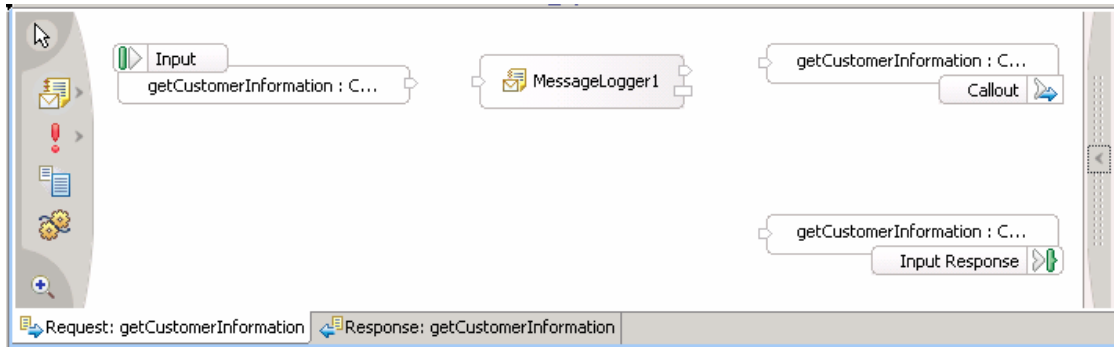 Input
getCustomerInformation : C...
MessageLogger1
getCustomerInformation : C...
Callout
getCustomerInformation : C...
Input Response
Request: getCustomerInformation
Response: getCustomerInformation